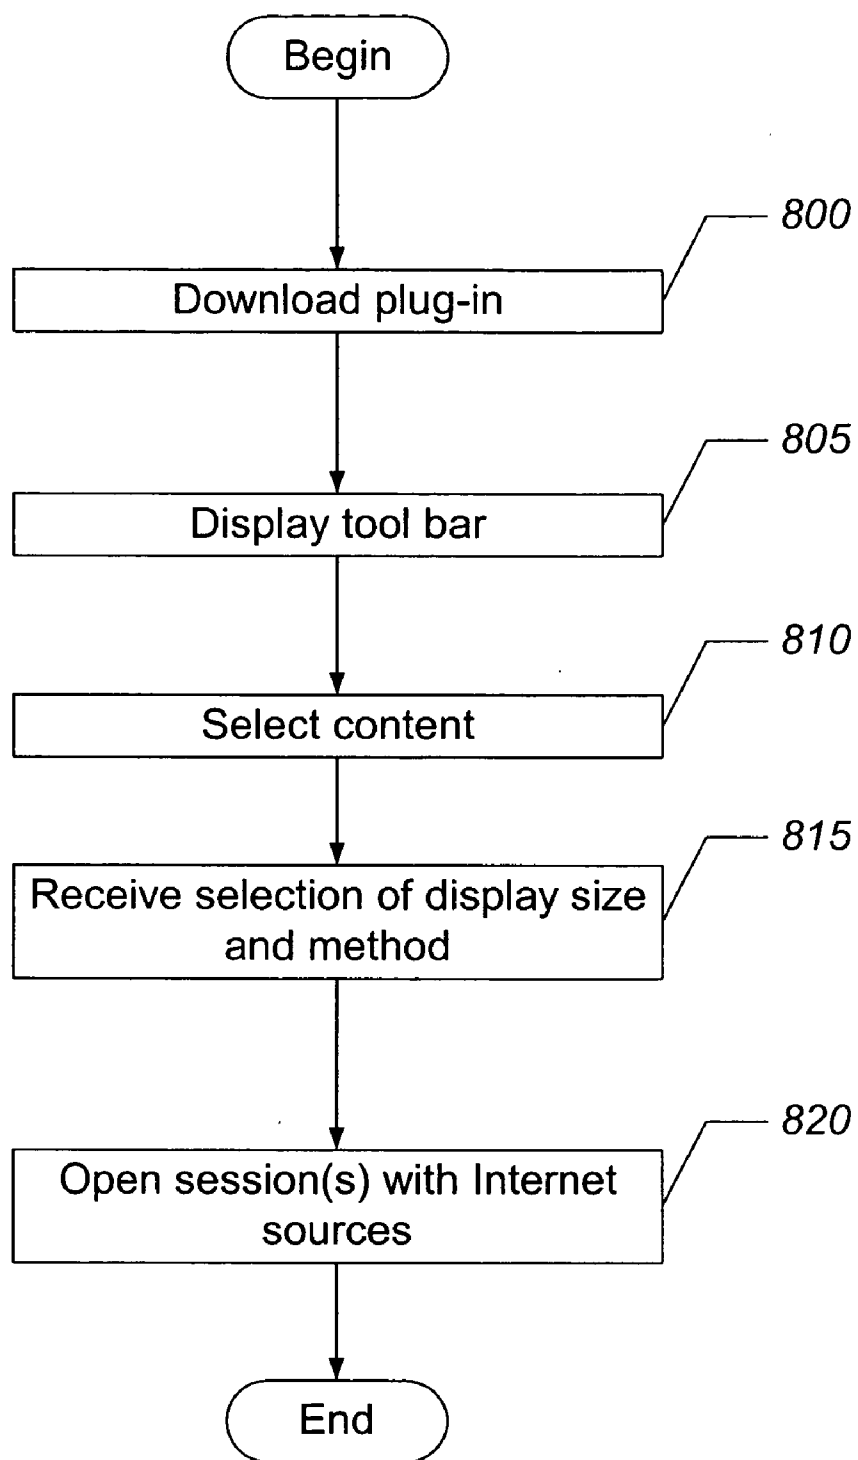 Begin
800
Download plug-in
805
Display tool bar
810
Select content
815
Receive selection of display size
and method
820
Open session(s) with Internet
sources
End